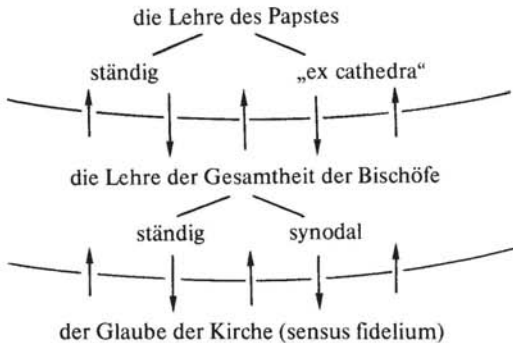 die Lehre des Papstes
ständig „ex cathedra“
die Lehre der Gesamtheit der Bischöfe
ständig synodal
der Glaube der Kirche (sensus fidelium)